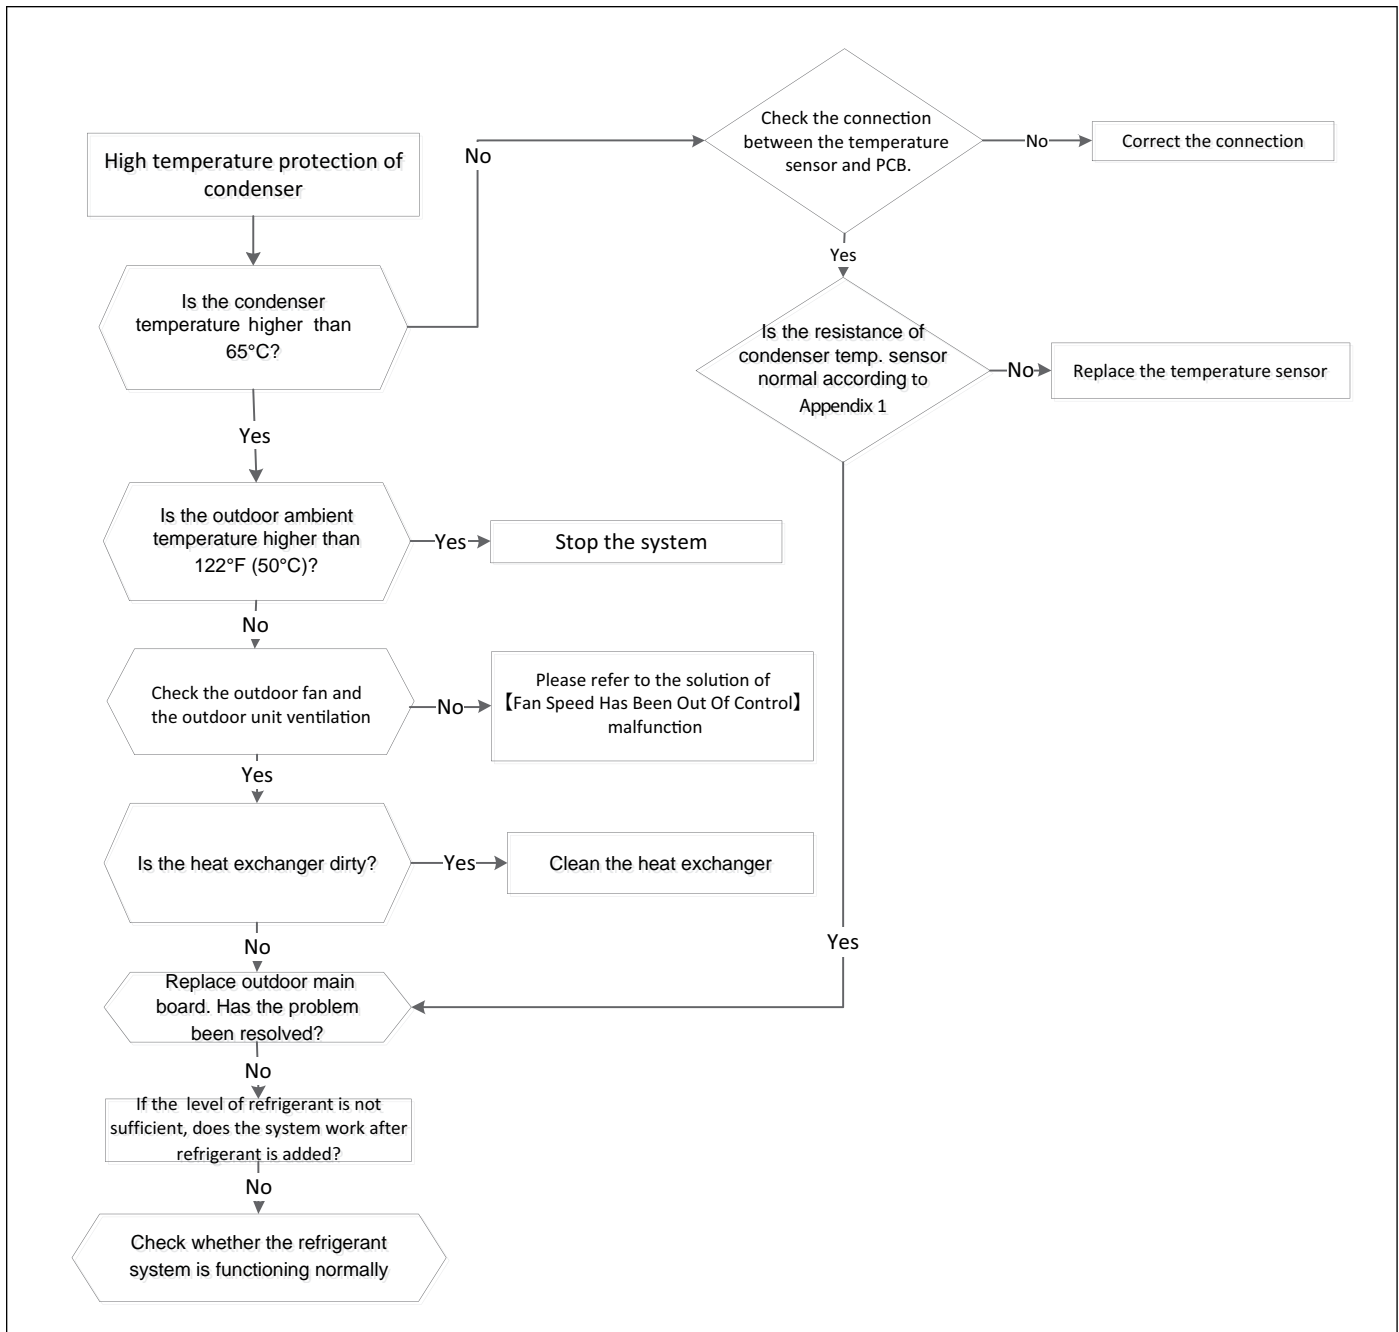 High temperature protection of
condenser
Is the condenser
temperature higher than
65°C?
No
Check the connection
between the temperature
sensor and PCB.
No
Correct the connection
Yes
Is the resistance of
condenser temp. sensor
normal according to
Appendix 1
No
Replace the temperature sensor
Yes
Yes
Is the outdoor ambient
temperature higher than
122°F (50°C)?
Yes
Stop the system
No
Check the outdoor fan and
the outdoor unit ventilation
No
Please refer to the solution of
【Fan Speed Has Been Out Of Control】
malfunction
Yes
Is the heat exchanger dirty?
Yes
Clean the heat exchanger
No
Replace outdoor main
board. Has the problem
been resolved?
No
If the level of refrigerant is not
sufficient, does the system work after
refrigerant is added?
No
Check whether the refrigerant
system is functioning normally